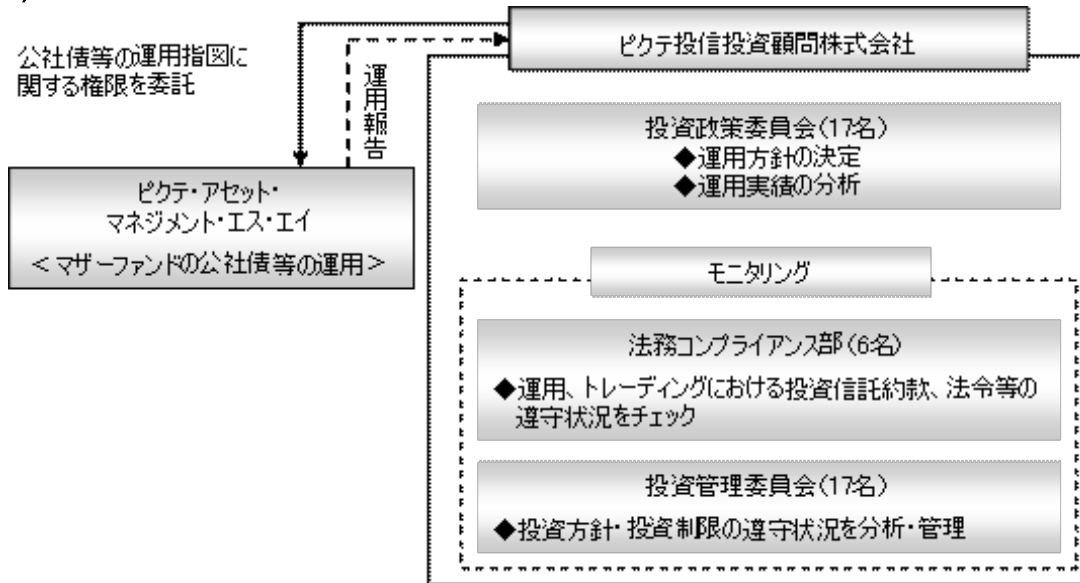 公社債等の運用指図に
関する権限を委託
運用報告
ピクテ投信投資顧問株式会社
投資政策委員会(17名)
◆運用方針の決定
◆運用実績の分析
ピクテ・アセット・
マネジメント・エス・エイ
<マザーファンドの公社債等の運用>
モニタリング
法務コンプライアンス部(6名)
◆運用、トレーディングにおける投資信託約款、法令等の
遵守状況をチェック
投資管理委員会(17名)
◆投資方針・投資制限の遵守状況を分析・管理